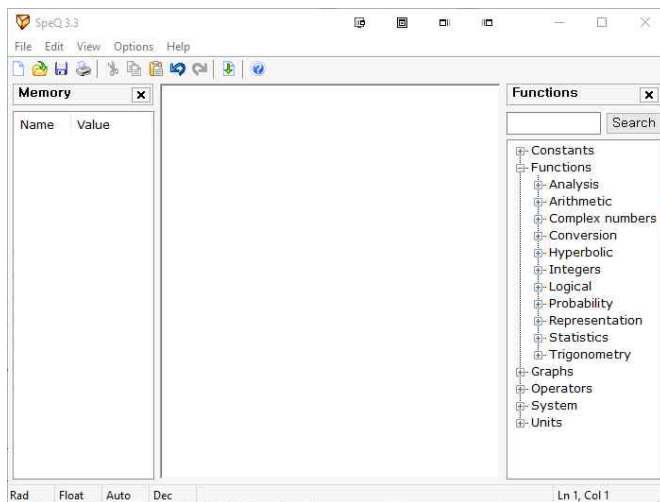 SpeQ 3.3
File Edit View Options Help
Memory
Functions
Name Value
Search
Constants
Functions
Analysis
Arithmetic
Complex numbers
Conversion
Hyperbolic
Integers
Logical
Probability
Representation
Statistics
Trigonometry
Graphs
Operators
System
Units
Rad Float Auto Dec Ln 1, Col 1